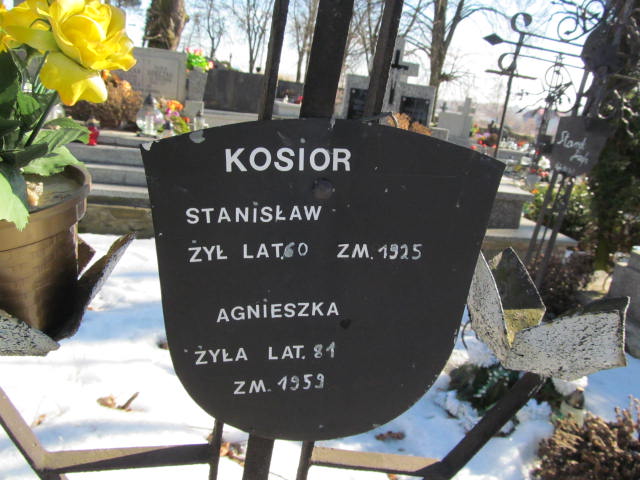 KOSIOR
STANISŁAW
ŻYŁ LAT.60 ZM.1925
AGNIESZKA
ŻYŁA LAT. 81
ZM.1959